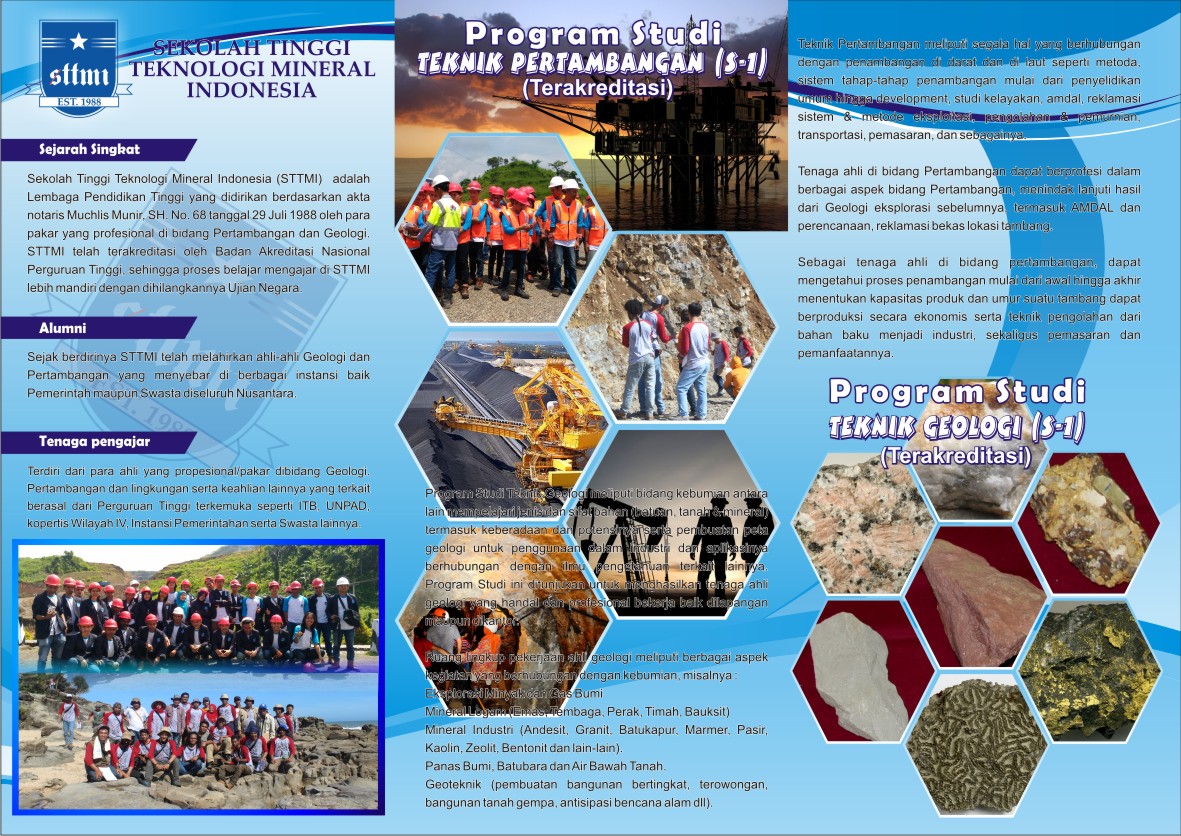 sttmi
EST. 1988
SEKOLAH TINGGI
TEKNOLOGI MINERAL
INDONESIA
Sejarah Singkat
Sekolah Tinggi Teknologi Mineral Indonesia (STTMI) adalah
Lembaga Pendidikan Tinggi yang didirikan berdasarkan akta
notaris Muchlis Munir, SH. No. 68 tanggal 29 Juli 1988 oleh para
pakar yang profesional di bidang Pertambangan dan Geologi.
STTMI telah terakreditasi oleh Badan Akreditasi Nasional
Perguruan Tinggi, sehingga proses belajar mengajar di STTMI
lebih mandiri dengan dihilangkannya Ujian Negara.
Alumni
Sejak berdirinya STTMI telah melahirkan ahli-ahli Geologi dan
Pertambangan yang menyebar di berbagai instansi baik
Pemerintah maupun Swasta diseluruh Nusantara.
Tenaga pengajar
Terdiri dari para ahli yang propesional/pakar dibidang Geologi.
Pertambangan dan lingkungan serta keahlian lainnya yang terkait
berasal dari Perguruan Tinggi terkemuka seperti ITB, UNPAD,
kopertis Wilayah IV, Instansi Pemerintahan serta Swasta lainnya.
Program Studi
TEKNIK PERTAMBANGAN (S-1)
(Terakreditasi)
Program Studi Teknik Geologi meliputi bidang kebumian antara
lain mempelajari jenis dan sifat bahan (batuan, tanah & mineral)
termasuk keberadaan dan potensinya serta pembuatan peta
geologi untuk penggunaan dalam industri dan aplikasinya
berhubungan dengan ilmu pengetahuan terkait lainnya.
Program Studi ini ditunjukan untuk menghasilkan tenaga ahli
geologi yang handal dan profesional bekerja baik dilapangan
maupun dikantor.
Ruang lingkup pekerjaan ahli geologi meliputi berbagai aspek
kegiatan yang berhubungan dengan kebumian, misalnya :
Eksplorasi Minyak dan Gas Bumi
Mineral Logam (Emas, Tembaga, Perak, Timah, Bauksit)
Mineral Industri (Andesit, Granit, Batukapur, Marmer, Pasir,
Kaolin, Zeolit, Bentonit dan lain-lain).
Panas Bumi, Batubara dan Air Bawah Tanah.
Geoteknik (pembuatan bangunan bertingkat, terowongan,
bangunan tanah gempa, antisipasi bencana alam dll).
Teknik Pertambangan meliputi segala hal yang berhubungan
dengan penambangan di darat dan di laut seperti metoda,
sistem tahap-tahap penambangan mulai dari penyelidikan
umum hingga development, studi kelayakan, amdal, reklamasi
sistem & metode eksploitasi, pengolahan & pemurnian,
transportasi, pemasaran, dan sebagainya.
Tenaga ahli di bidang Pertambangan dapat berprofesi dalam
berbagai aspek bidang Pertambangan, menindak lanjuti hasil
dari Geologi eksplorasi sebelumnya, termasuk AMDAL dan
perencanaan, reklamasi bekas lokasi tambang.
Sebagai tenaga ahli di bidang pertambangan, dapat
mengetahui proses penambangan mulai dari awal hingga akhir
menentukan kapasitas produk dan umur suatu tambang dapat
berproduksi secara ekonomis serta teknik pengolahan dari
bahan baku menjadi industri, sekaligus pemasaran dan
pemanfaatannya.
Program Studi
TEKNIK GEOLOGI (S-1)
(Terakreditasi)